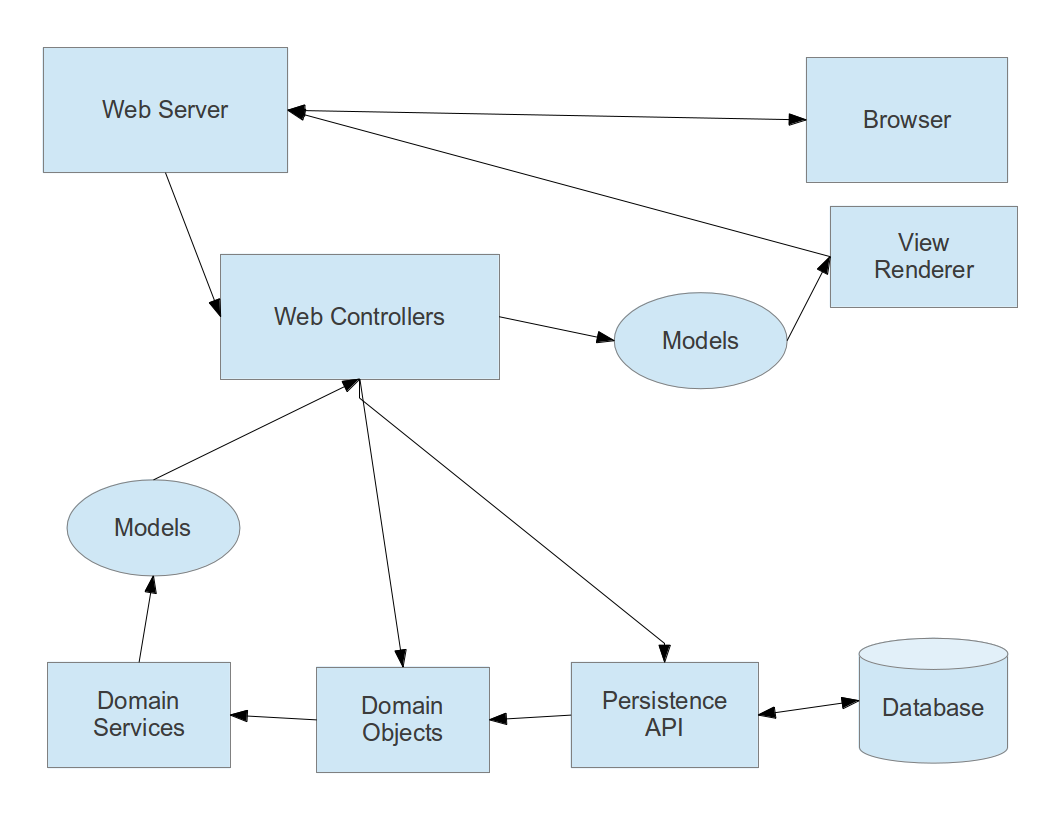 Web Server
Browser
View
Renderer
Web Controllers
Models
Models
Domain
Services
Domain
Objects
Persistence
API
Database